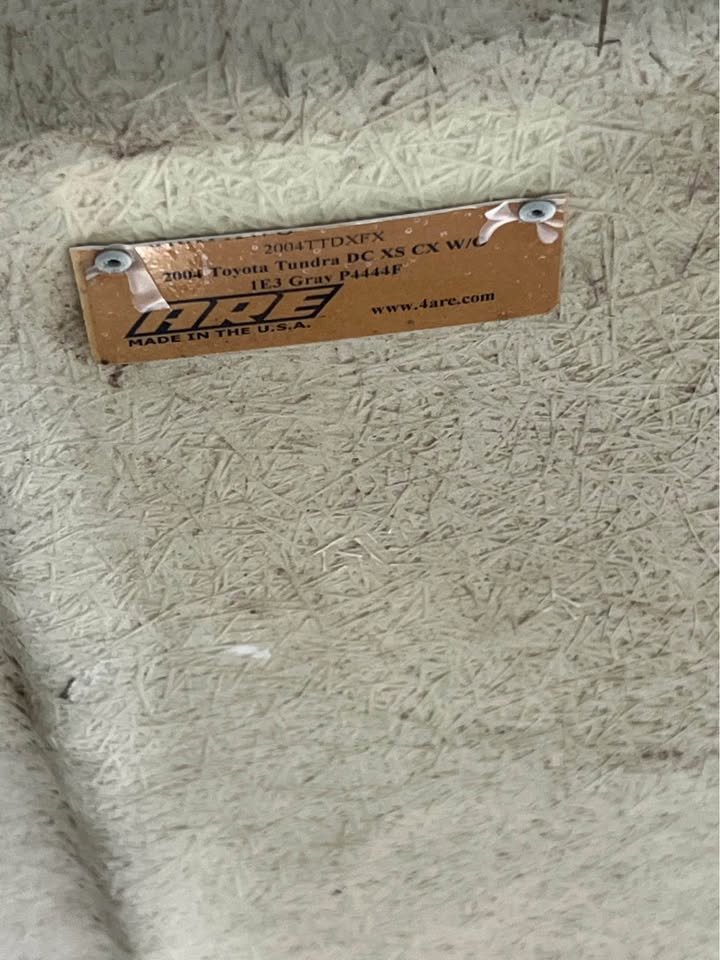 2004TTDXFX
2004 Toyota Tundra DC XS CX W/C
1E3 Gray P4444F
ARE
www.4are.com
MADE IN THE U.S.A.